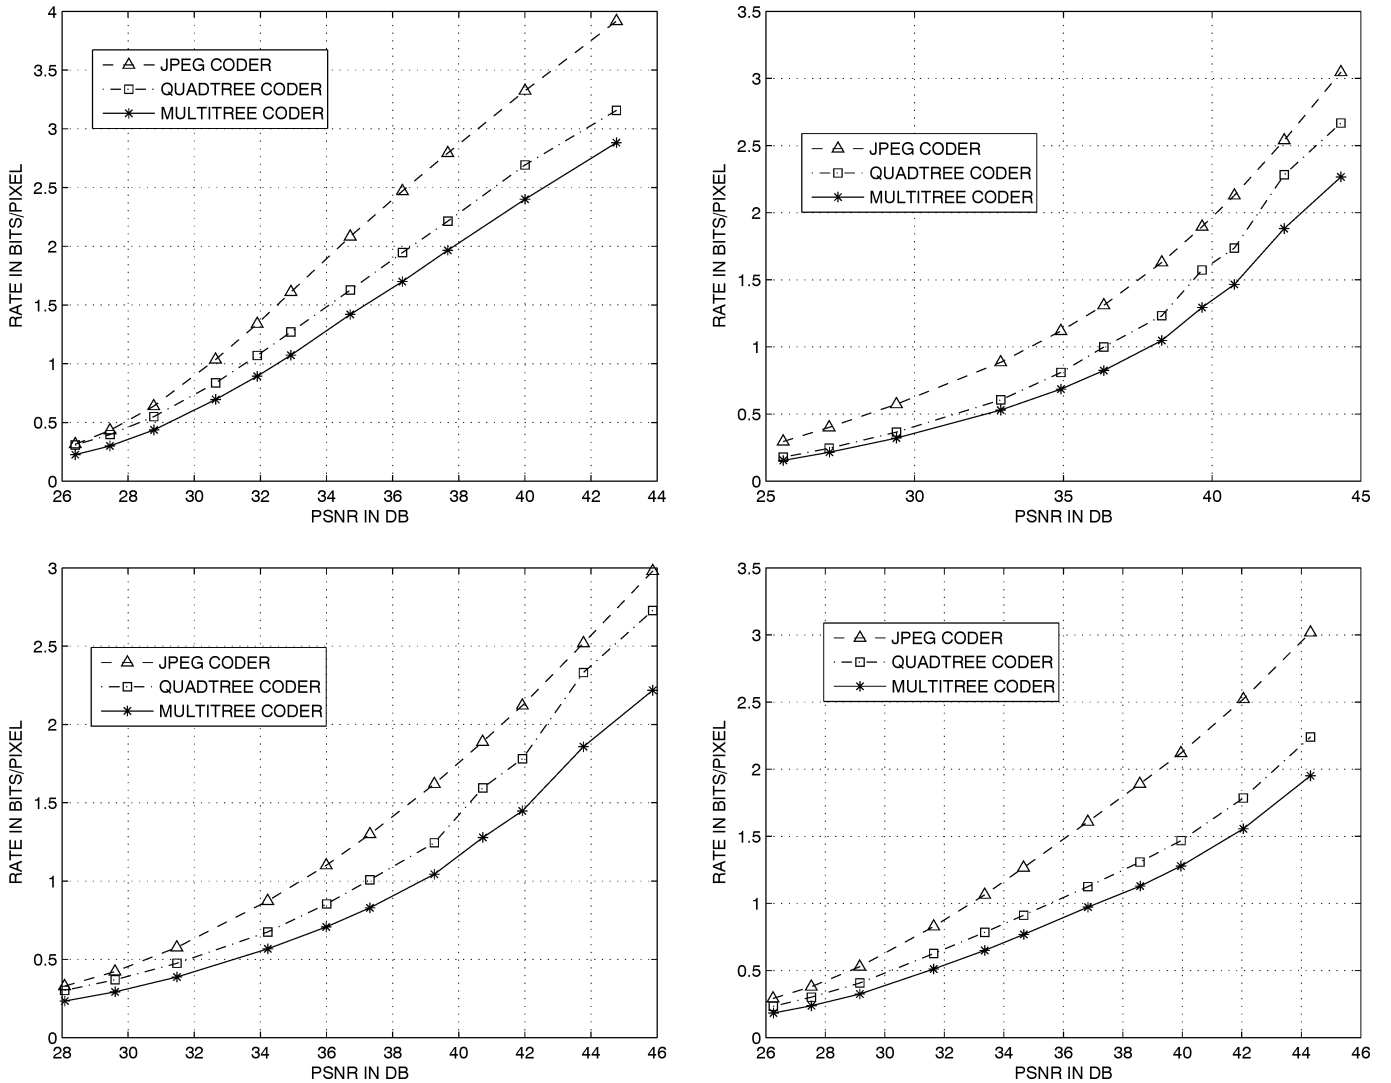 4
3.5
3
2.5
2
1.5
1
0.5
0
RATE IN BITS/PIXEL
JPEG CODER
QUADTREE CODER
MULTITREE CODER
26 28 30 32 34 36 38 40 42 44
PSNR IN DB
3.5
3
2.5
2
1.5
1
0.5
0
RATE IN BITS/PIXEL
JPEG CODER
QUADTREE CODER
MULTITREE CODER
25 30 35 40 45
PSNR IN DB
3
2.5
2
1.5
1
0.5
0
RATE IN BITS/PIXEL
JPEG CODER
QUADTREE CODER
MULTITREE CODER
28 30 32 34 36 38 40 42 44 46
PSNR IN DB
3.5
3
2.5
2
1.5
1
0.5
0
RATE IN BITS/PIXEL
JPEG CODER
QUADTREE CODER
MULTITREE CODER
26 28 30 32 34 36 38 40 42 44 46
PSNR IN DB